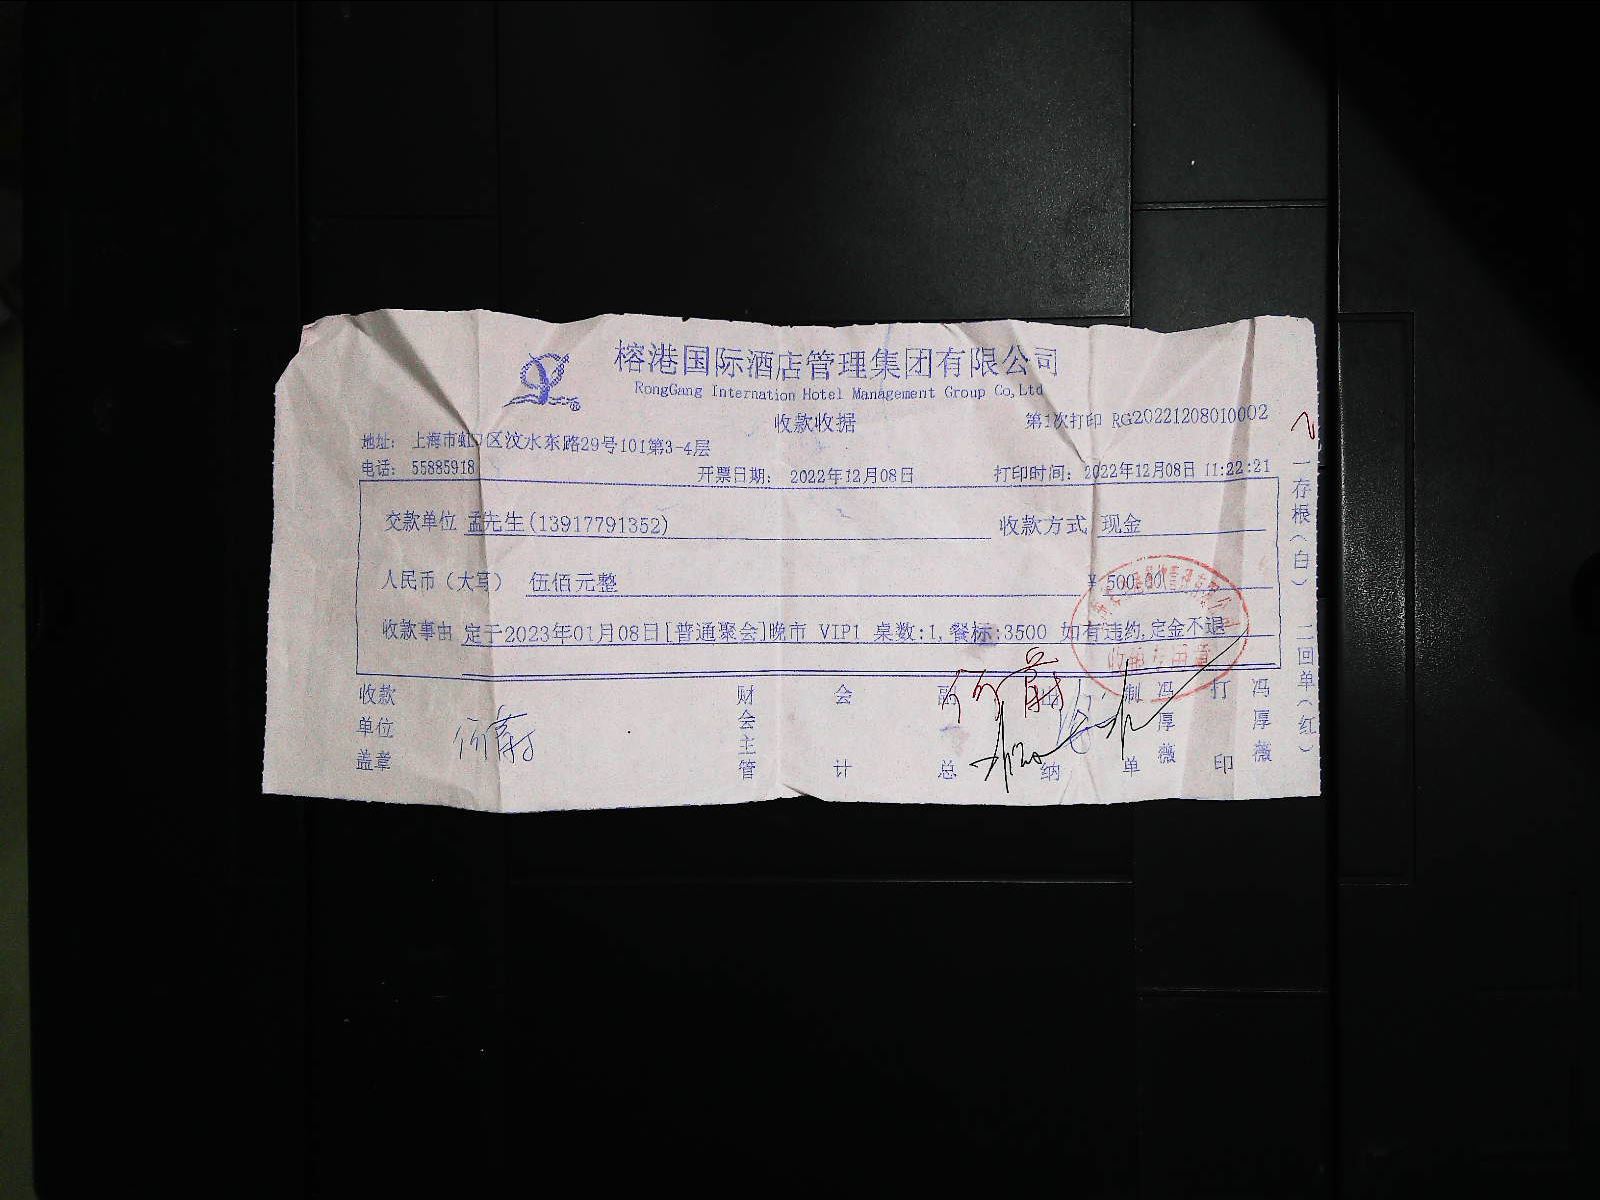 榕港国际酒店管理集团有限公司
RongGang Internation Hotel Management Group Co,Ltd
收款收据
第1次打印 RG20221208010002
地址: 上海市虹口区汶水东路29号101第3-4层
电话: 55885918
开票日期: 2022年12月08日
打印时间: 2022年12月08日 11:22:21
交款单位 孟先生(13917791352)
收款方式 现金
人民币（大写） 伍佰元整
¥ 500.00
收款事由 定于2023年01月08日[普通聚会]晚市 VIP1 桌数:1,餐标:3500 如有违约,定金不退
收款单位盖章
财会主管
会计
副总
出纳
制单
冯厚薇
打印
冯厚薇
一存根(白)
二回单(红)